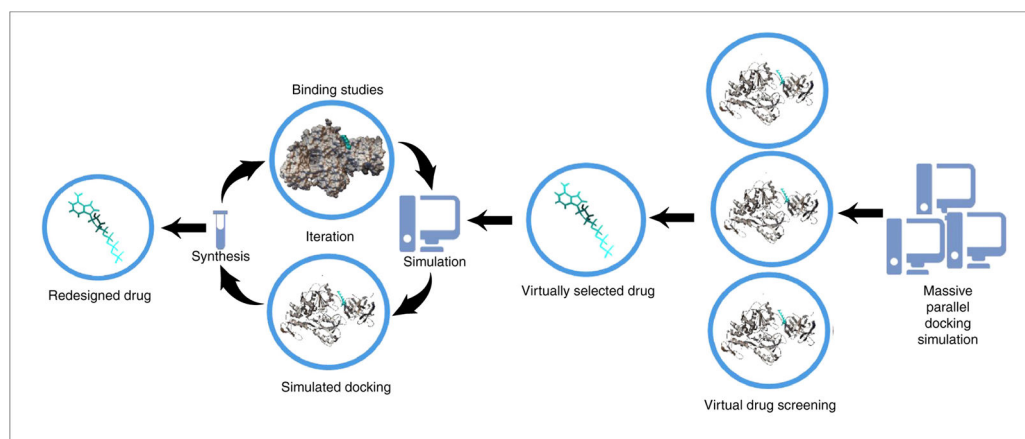 Binding studies
Iteration
Synthesis
Simulation
Redesigned drug
Simulated docking
Virtually selected drug
Virtual drug screening
Massive
parallel
docking
simulation